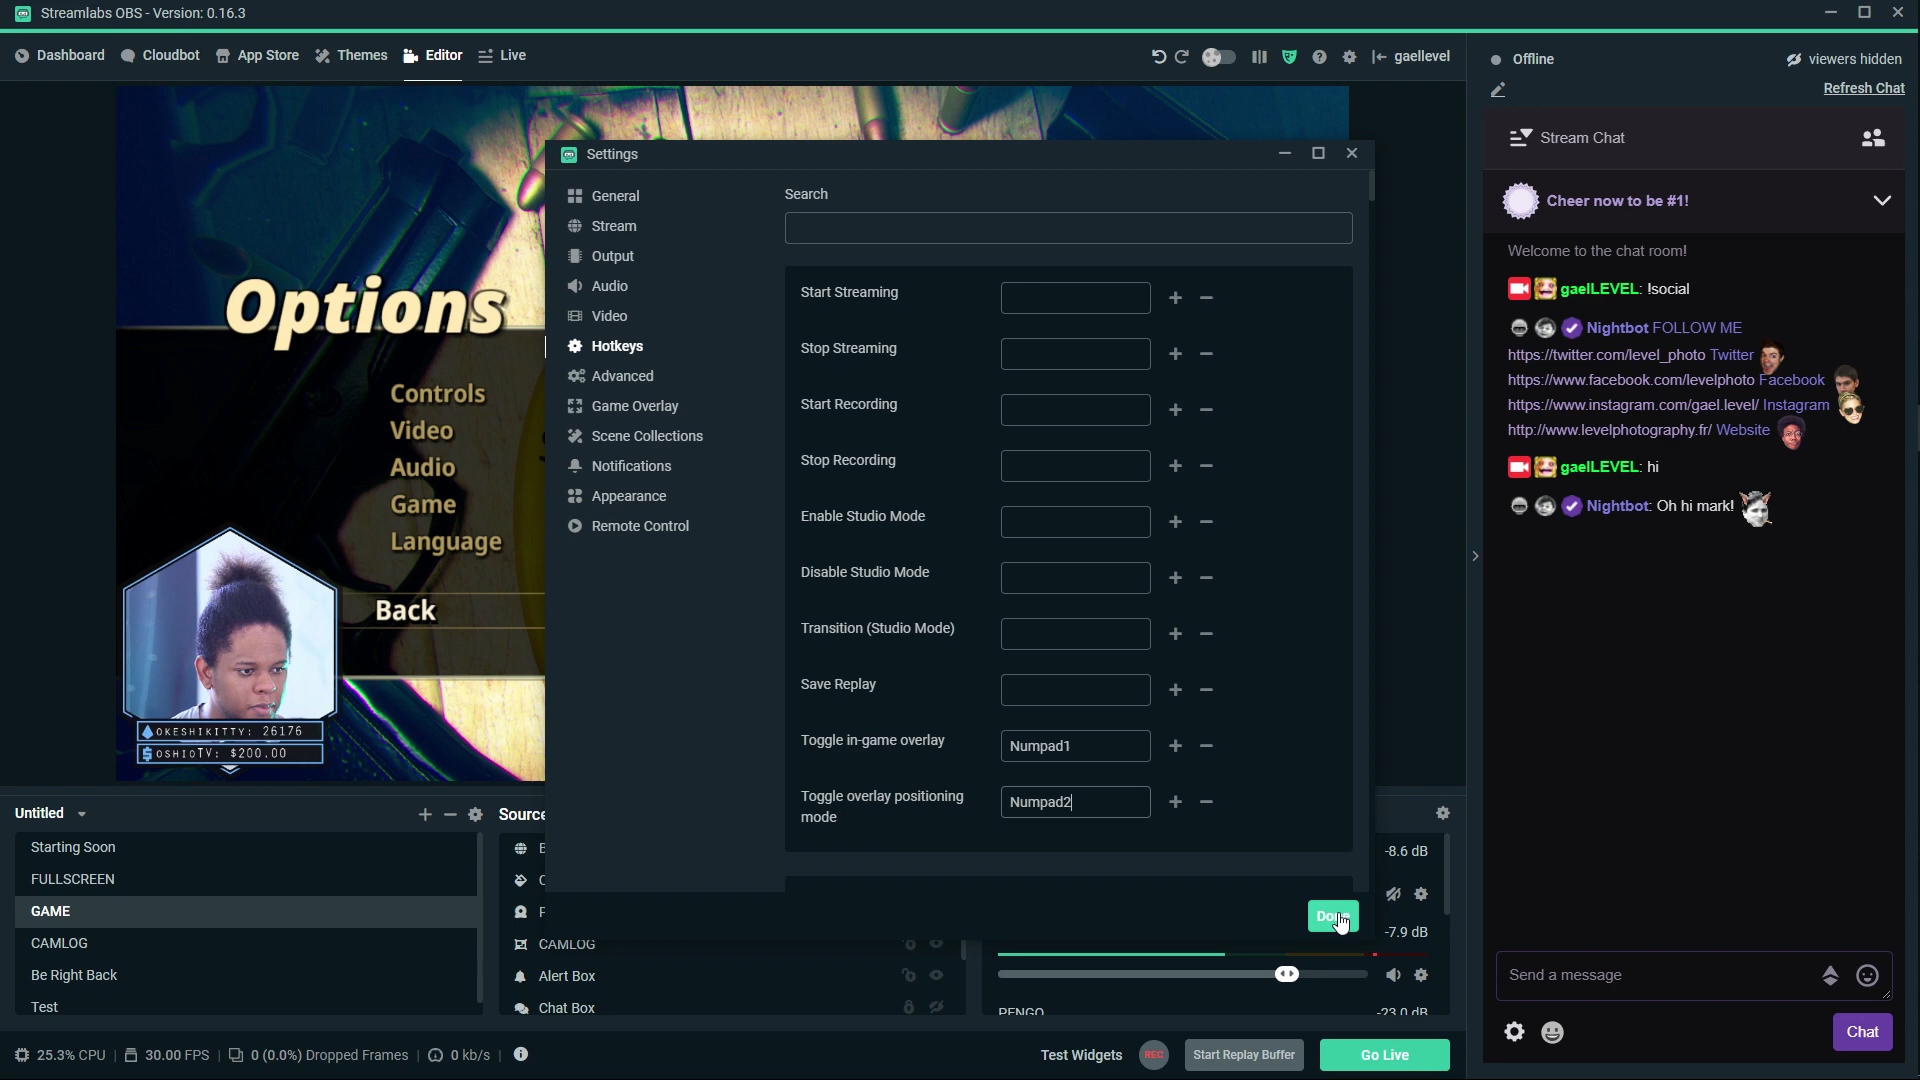 Streamlabs OBS - Version: 0.16.3
Dashboard
Cloudbot
App Store
Themes
Editor
Live
gaellevel
Offline
viewers hidden
Refresh Chat
Options
Controls
Video
Audio
Game
Language
Back
OKESHIKITTY: 26176
OSHIOTV: $200.00
Settings
General
Stream
Output
Audio
Video
Hotkeys
Advanced
Game Overlay
Scene Collections
Notifications
Appearance
Remote Control
Search
Start Streaming
Stop Streaming
Start Recording
Stop Recording
Enable Studio Mode
Disable Studio Mode
Transition (Studio Mode)
Save Replay
Toggle in-game overlay
Numpad1
Toggle overlay positioning
mode
Numpad2
Stream Chat
Cheer now to be #1!
Welcome to the chat room!
gaelLEVEL: !social
Nightbot FOLLOW ME
https://twitter.com/level_photo Twitter
https://www.facebook.com/levelphoto Facebook
https://www.instagram.com/gael.level/ Instagram
http://www.levelphotography.fr/ Website
gaelLEVEL: hi
Nightbot: Oh hi mark!
Send a message
Chat
Untitled
Starting Soon
FULLSCREEN
GAME
CAMLOG
Be Right Back
Test
Source
CAMLOG
Alert Box
Chat Box
-8.6 dB
-7.9 dB
PENGO
-23.0 dB
25.3% CPU
30.00 FPS
0 (0.0%) Dropped Frames
0 kb/s
Test Widgets
REC
Start Replay Buffer
Go Live